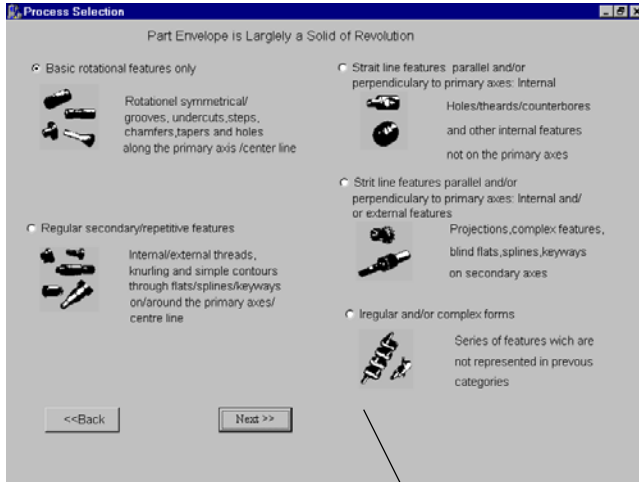 Process Selection
Part Envelope is Larglely a Solid of Revolution
Basic rotational features only
Rotationel symmetrical/
grooves, undercuts,steps,
chamfers,tapers and holes
along the primary axis /center line
Regular secondary/repetitive features
Internal/external threads,
knurling and simple contours
through flats/splines/keyways
on/around the primary axes/
centre line
Strait line features parallel and/or
perpendiculary to primary axes: Internal
Holes/theards/counterbores
and other internal features
not on the primary axes
Strit line features parallel and/or
perpendiculary to primary axes: Internal and/
or external features
Projections,complex features,
blind flats,splines,keyways
on secondary axes
Iregular and/or complex forms
Series of features wich are
not represented in prevous
categories
<<Back
Next >>